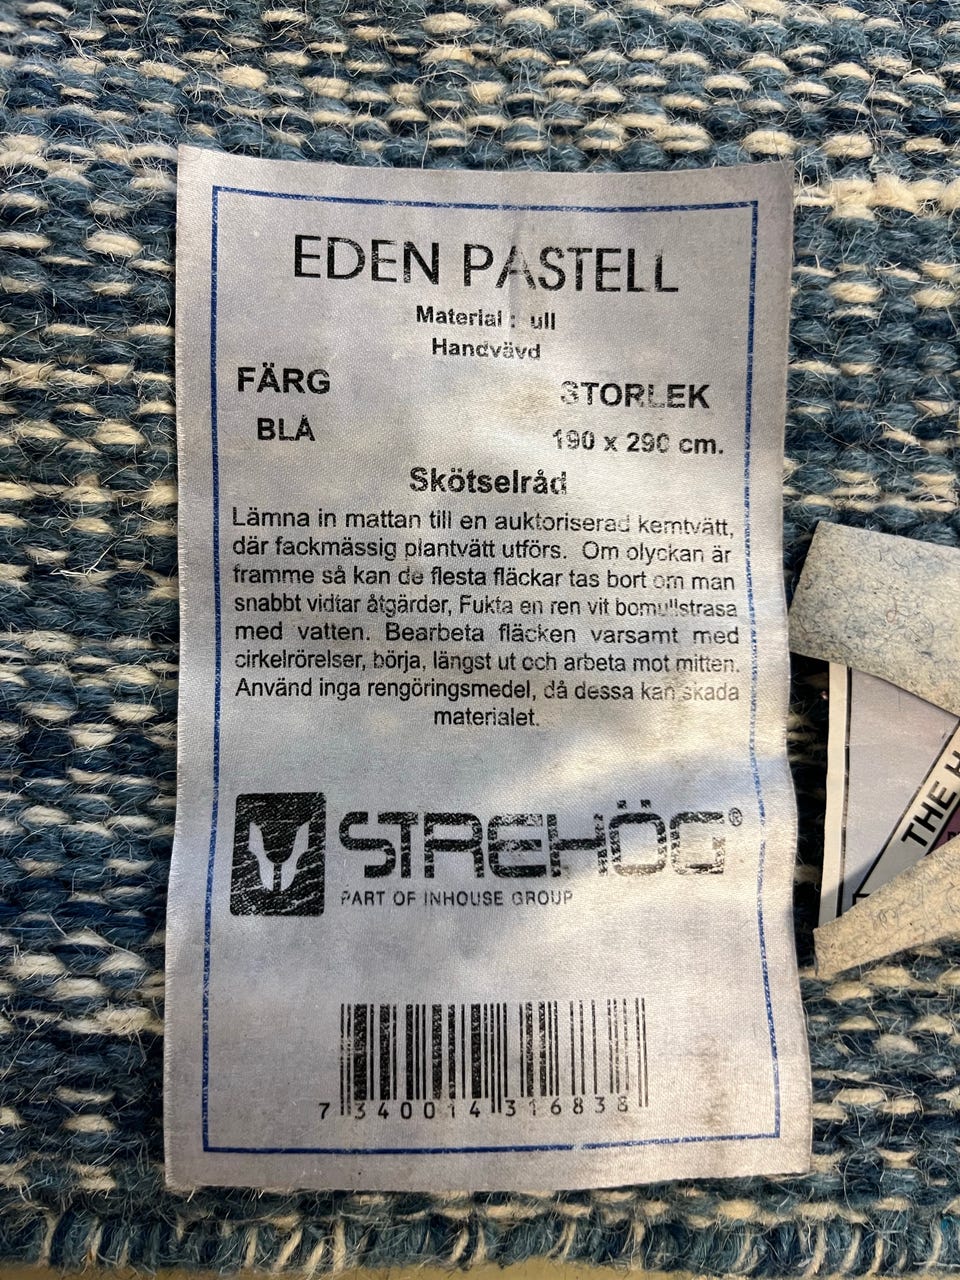 EDEN PASTELL
Material : ull
Handvävd
FÄRG STORLEK
BLÅ 190 x 290 cm.
Skötselråd
Lämna in mattan till en auktoriserad kemtvätt,
där fackmässig plantvätt utförs. Om olyckan är
framme så kan de flesta fläckar tas bort om man
snabbt vidtar åtgärder, Fukta en ren vit bomullstrasa
med vatten. Bearbeta fläcken varsamt med
cirkelrörelser, börja, längst ut och arbeta mot mitten.
Använd inga rengöringsmedel, då dessa kan skada
materialet.
STREHÖG®
PART OF INHOUSE GROUP
7 340014 316838
THE H